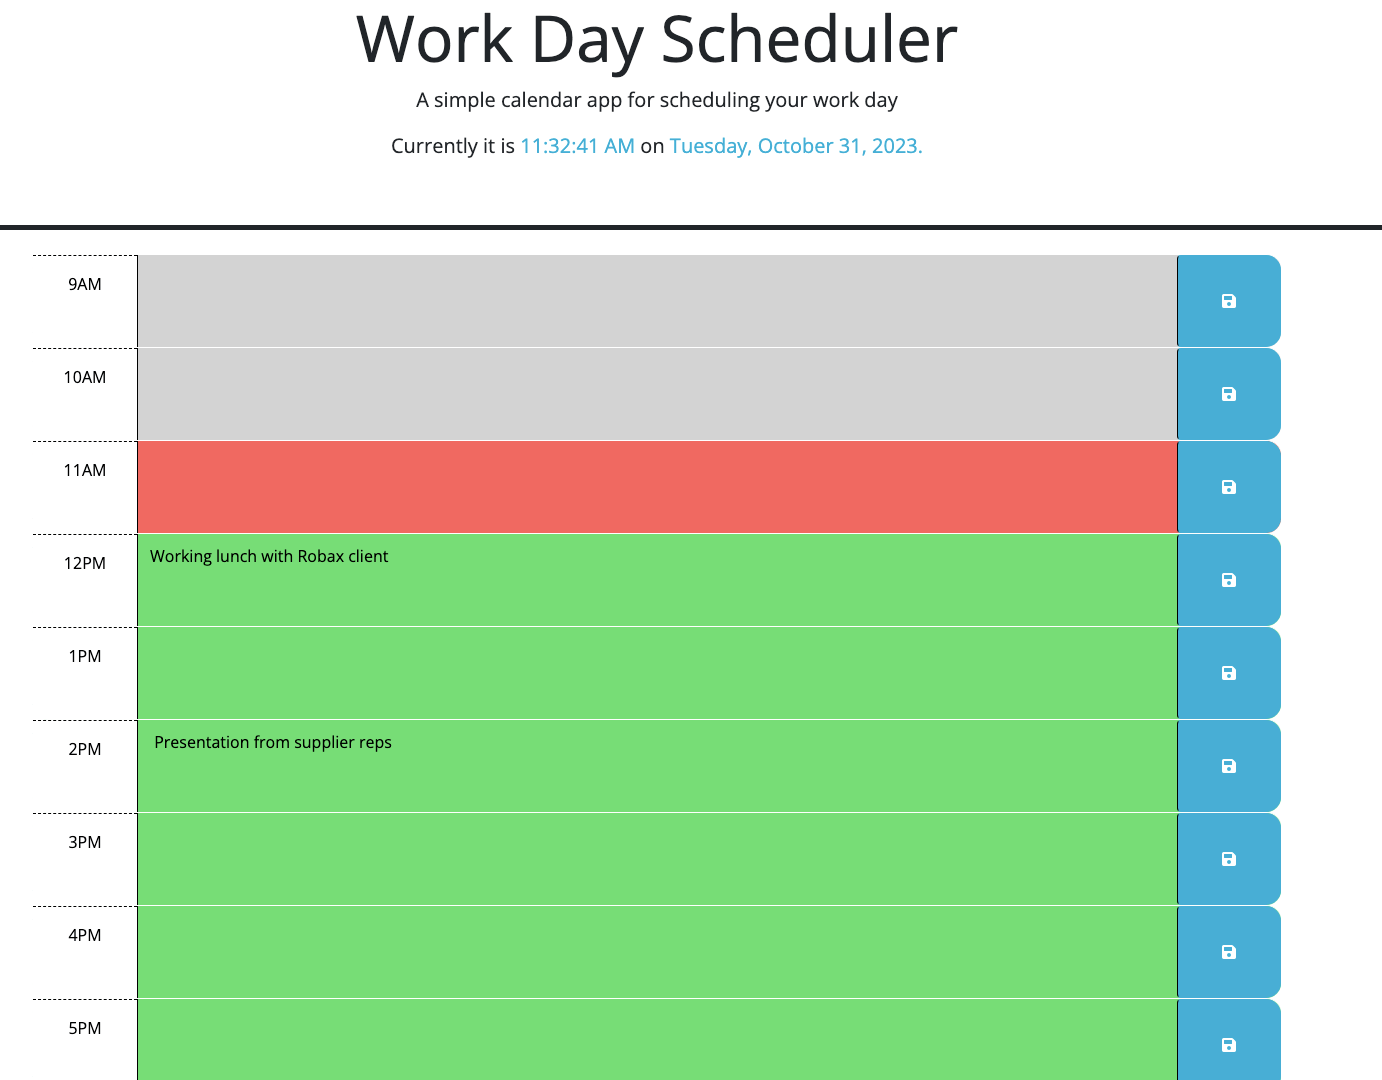 Work Day Scheduler
A simple calendar app for scheduling your work day
Currently it is 11:32:41 AM on Tuesday, October 31, 2023.
9AM
10AM
11AM
12PM Working lunch with Robax client
1PM
2PM Presentation from supplier reps
3PM
4PM
5PM